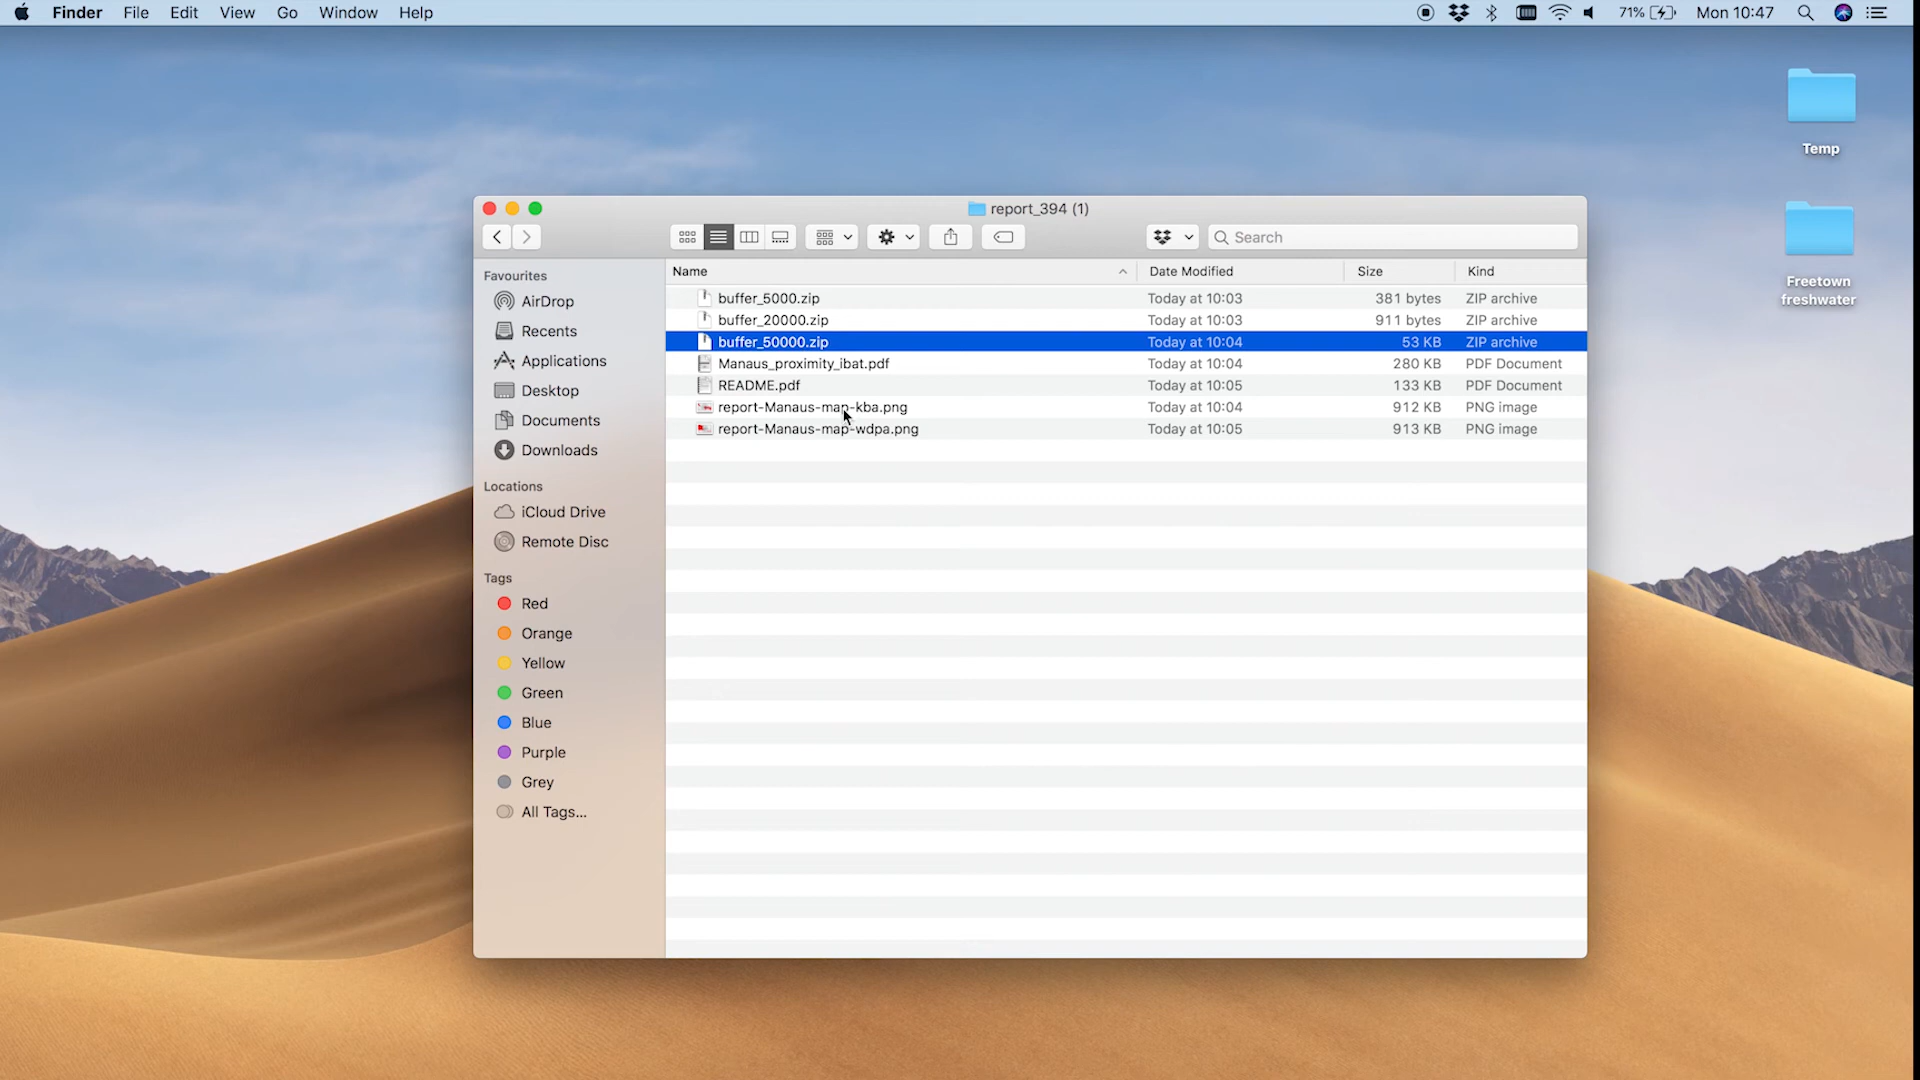 Finder File Edit View Go Window Help 71% Mon 10:47
Temp
Freetown
freshwater
report_394 (1)
Search
Favourites
AirDrop
Recents
Applications
Desktop
Documents
Downloads
Locations
iCloud Drive
Remote Disc
Tags
Red
Orange
Yellow
Green
Blue
Purple
Grey
All Tags...
Name Date Modified Size Kind
buffer_5000.zip Today at 10:03 381 bytes ZIP archive
buffer_20000.zip Today at 10:03 911 bytes ZIP archive
buffer_50000.zip Today at 10:04 53 KB ZIP archive
Manaus_proximity_ibat.pdf Today at 10:04 280 KB PDF Document
README.pdf Today at 10:05 133 KB PDF Document
report-Manaus-map-kba.png Today at 10:04 912 KB PNG image
report-Manaus-map-wdpa.png Today at 10:05 913 KB PNG image